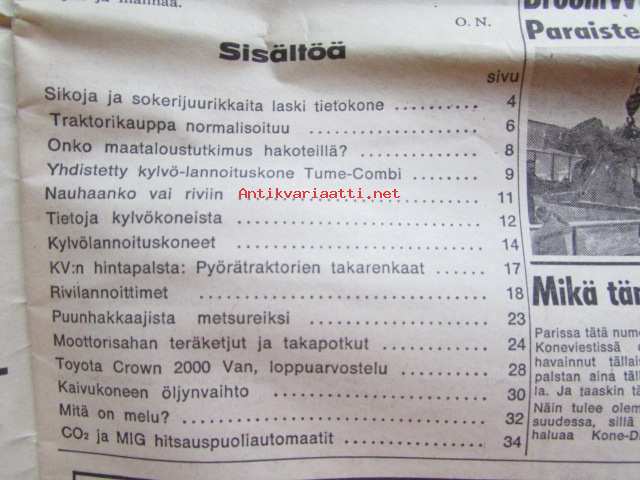 O. N.
Sisältöä
sivu
Sikoja ja sokerijuurikkaita laski tietokone .......... 4
Traktorikauppa normalisoituu .......... 6
Onko maataloustutkimus hakoteillä? .......... 8
Yhdistetty kylvö-lannoituskone Tume-Combi .......... 9
Nauhaanko vai riviin .......... 11
Antikvariaatti.net
Tietoja kylvökoneista .......... 12
Kylvölannoituskoneet .......... 14
KV:n hintapalsta: Pyörätraktorien takarenkaat .......... 17
Rivilannoittimet .......... 18
Puunhakkaajista metsureiksi .......... 23
Moottorisahan teräketjut ja takapotkut .......... 24
Toyota Crown 2000 Van, loppuarvostelu .......... 28
Kaivukoneen öljynvaihto .......... 30
Mitä on melu? .......... 32
CO₂ ja MIG hitsauspuoliautomaatit .......... 34
Paraiste
Mikä tän
Parissa tätä nume
Koneviestissä o
havainnut tällais
palstan aina täll
la. Ja taaskin tä
Näin tulee olem
suudessa, sillä
haluaa Kone-D